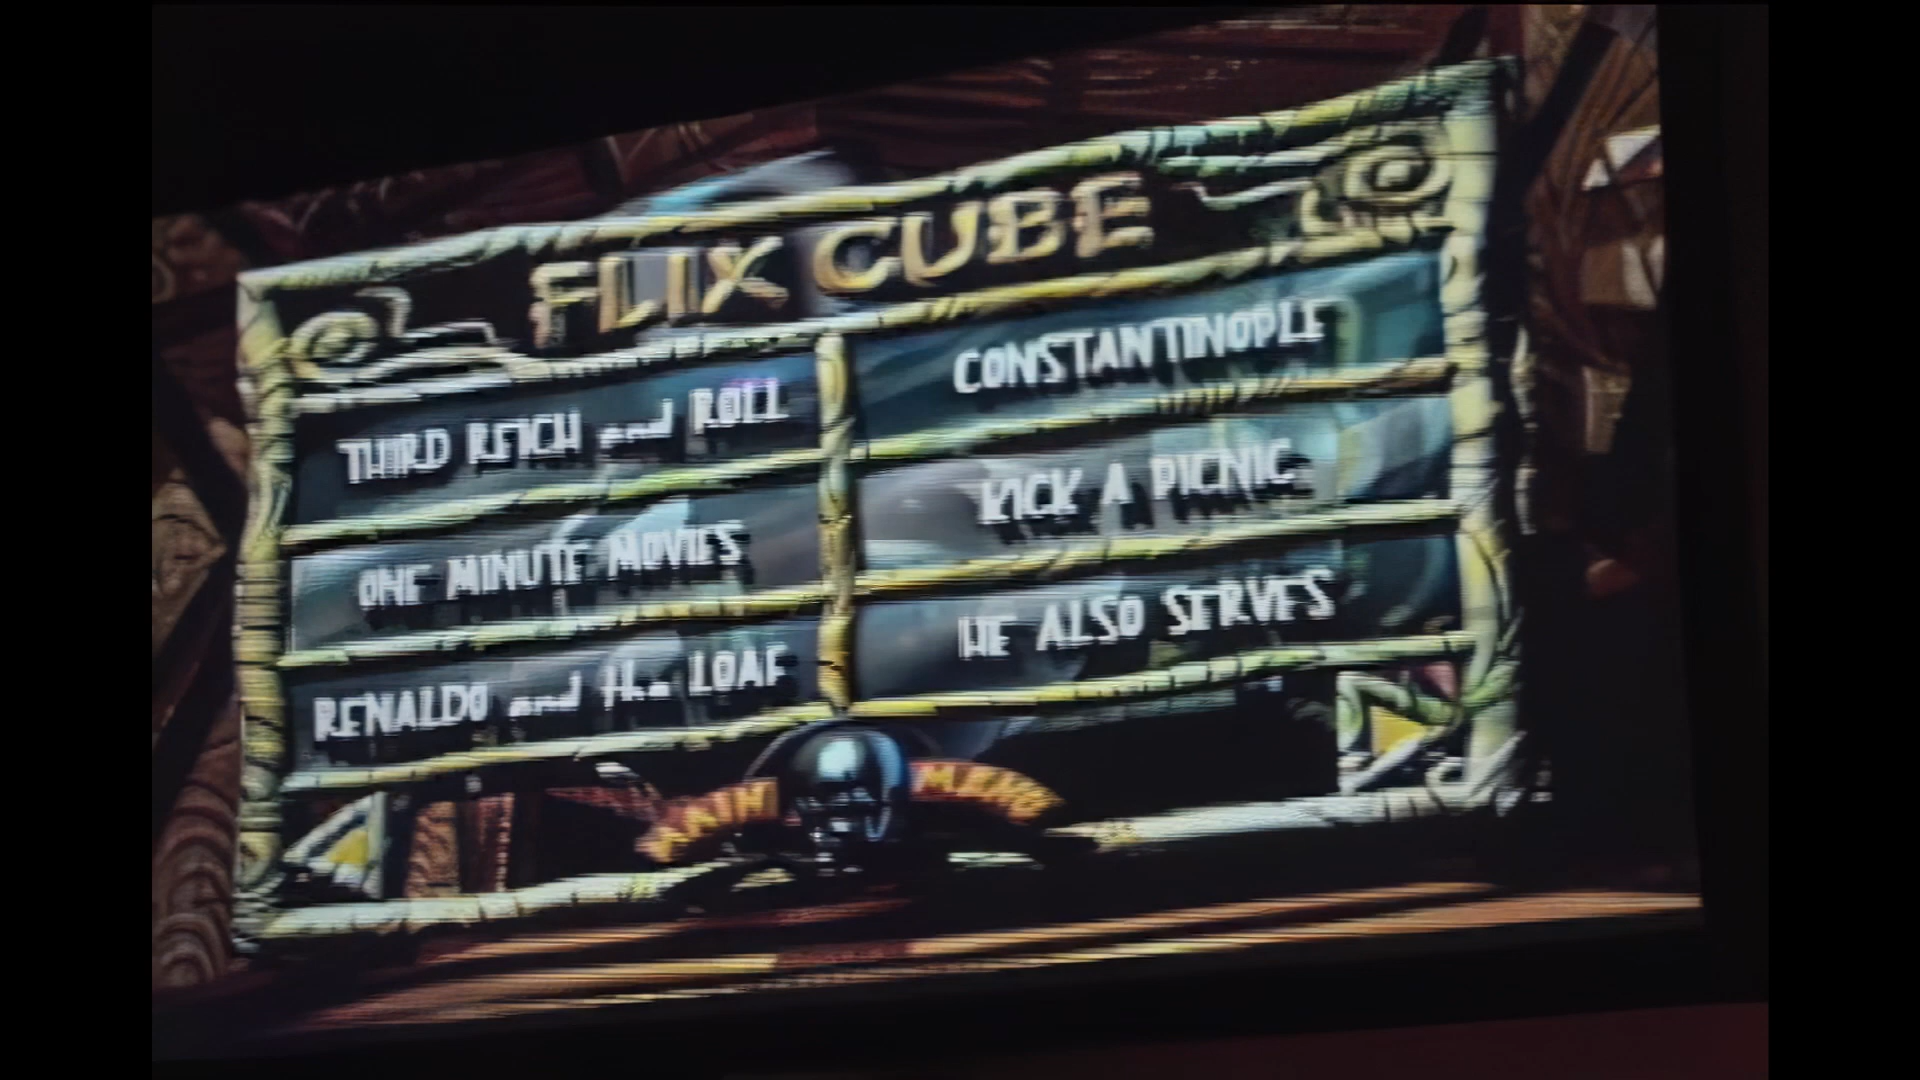 FLIX CUBE
THIRD REICH and ROLL
ONE MINUTE MOVIES
RENALDO and the LOAF
CONSTANTINOPLE
KICK A PICNIC
HE ALSO SERVES
MAIN MENU